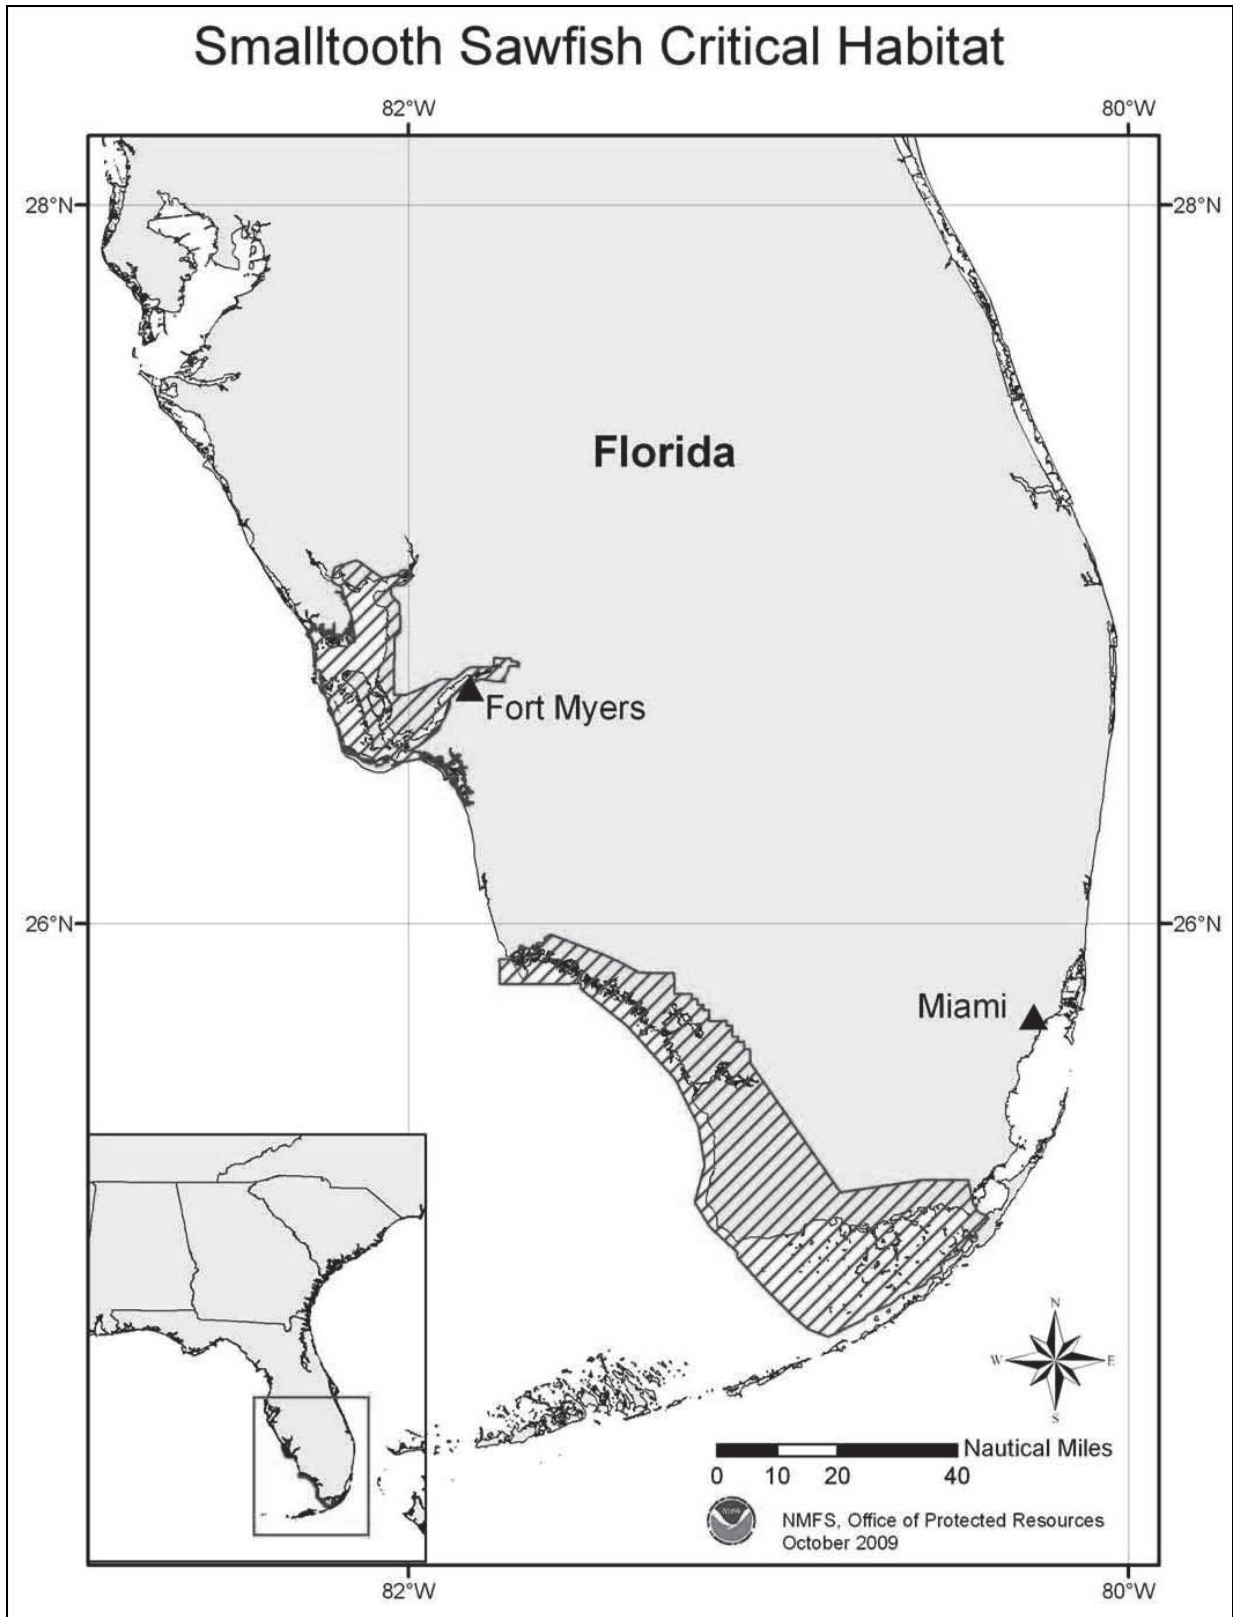 Smalltooth Sawfish Critical Habitat
82°W
80°W
28°N
28°N
Florida
Fort Myers
26°N
26°N
Miami
N
W
E
S
Nautical Miles
0
10
20
40
NMFS, Office of Protected Resources
October 2009
82°W
80°W